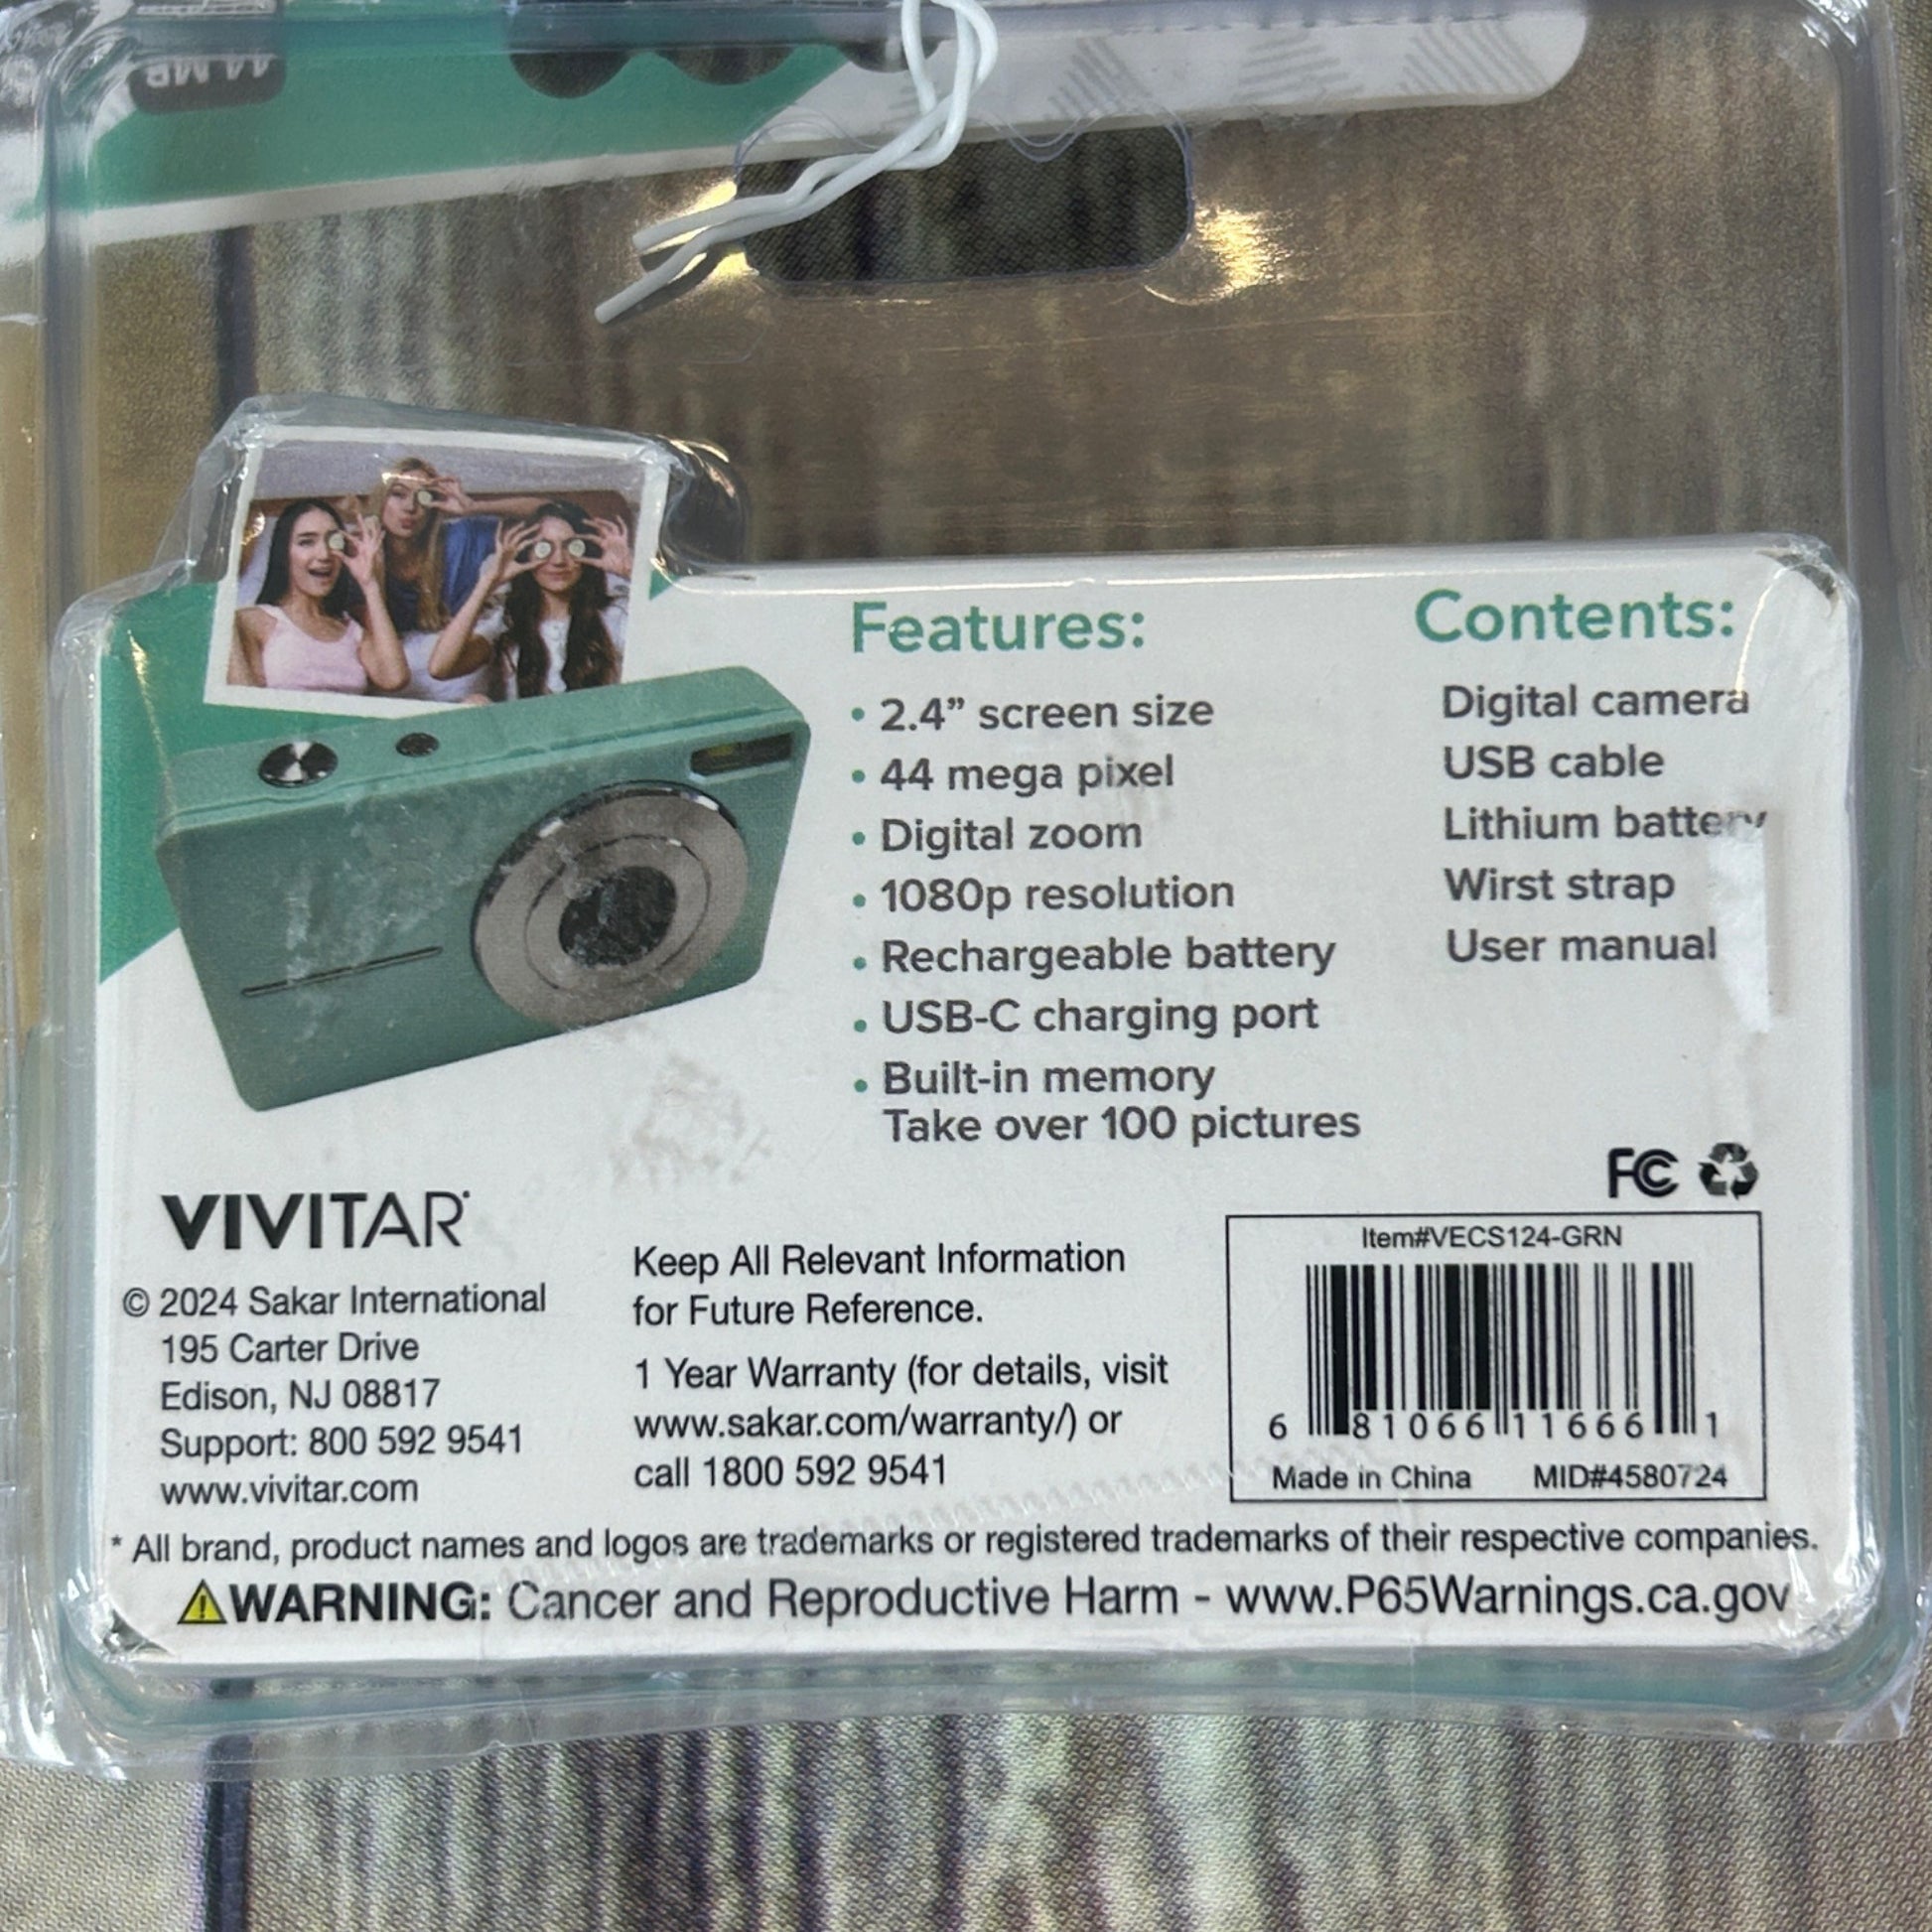 44 MP
Features:
• 2.4” screen size
• 44 mega pixel
• Digital zoom
• 1080p resolution
• Rechargeable battery
• USB-C charging port
• Built-in memory
Take over 100 pictures
Contents:
Digital camera
USB cable
Lithium battery
Wirst strap
User manual
VIVITAR
© 2024 Sakar International
195 Carter Drive
Edison, NJ 08817
Support: 800 592 9541
www.vivitar.com
Keep All Relevant Information
for Future Reference.
1 Year Warranty (for details, visit
www.sakar.com/warranty/) or
call 1800 592 9541
FC
Item#VECS124-GRN
6 81066 11666 1
Made in China MID#4580724
* All brand, product names and logos are trademarks or registered trademarks of their respective companies.
WARNING: Cancer and Reproductive Harm - www.P65Warnings.ca.gov